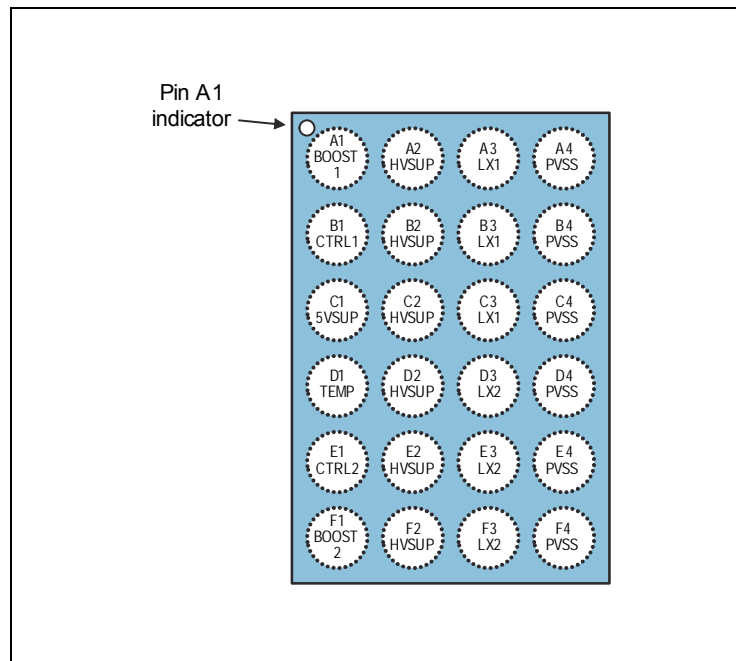 Pin A1
indicator
A1
BOOST
1
A2
HVSUP
A3
LX1
A4
PVSS
B1
CTRL1
B2
HVSUP
B3
LX1
B4
PVSS
C1
5VSUP
C2
HVSUP
C3
LX1
C4
PVSS
D1
TEMP
D2
HVSUP
D3
LX2
D4
PVSS
E1
CTRL2
E2
HVSUP
E3
LX2
E4
PVSS
F1
BOOST
2
F2
HVSUP
F3
LX2
F4
PVSS